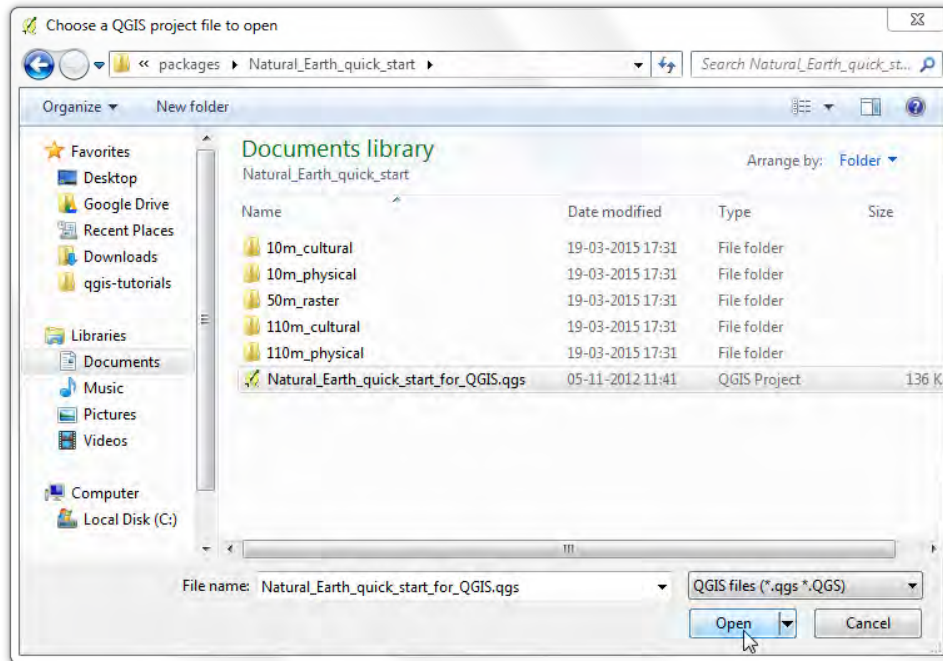 Choose a QGIS project file to open
« packages ▸ Natural_Earth_quick_start ▸
Search Natural_Earth_quick_st...
Organize New folder
Favorites
Desktop
Google Drive
Recent Places
Downloads
qgis-tutorials
Libraries
Documents
Music
Pictures
Videos
Computer
Local Disk (C:)
Documents library
Natural_Earth_quick_start
Arrange by: Folder
Name Date modified Type Size
10m_cultural 19-03-2015 17:31 File folder
10m_physical 19-03-2015 17:31 File folder
50m_raster 19-03-2015 17:31 File folder
110m_cultural 19-03-2015 17:31 File folder
110m_physical 19-03-2015 17:31 File folder
Natural_Earth_quick_start_for_QGIS.qgs 05-11-2012 11:41 QGIS Project 136 K
File name: Natural_Earth_quick_start_for_QGIS.qgs
QGIS files (*.qgs *.QGS)
Open Cancel